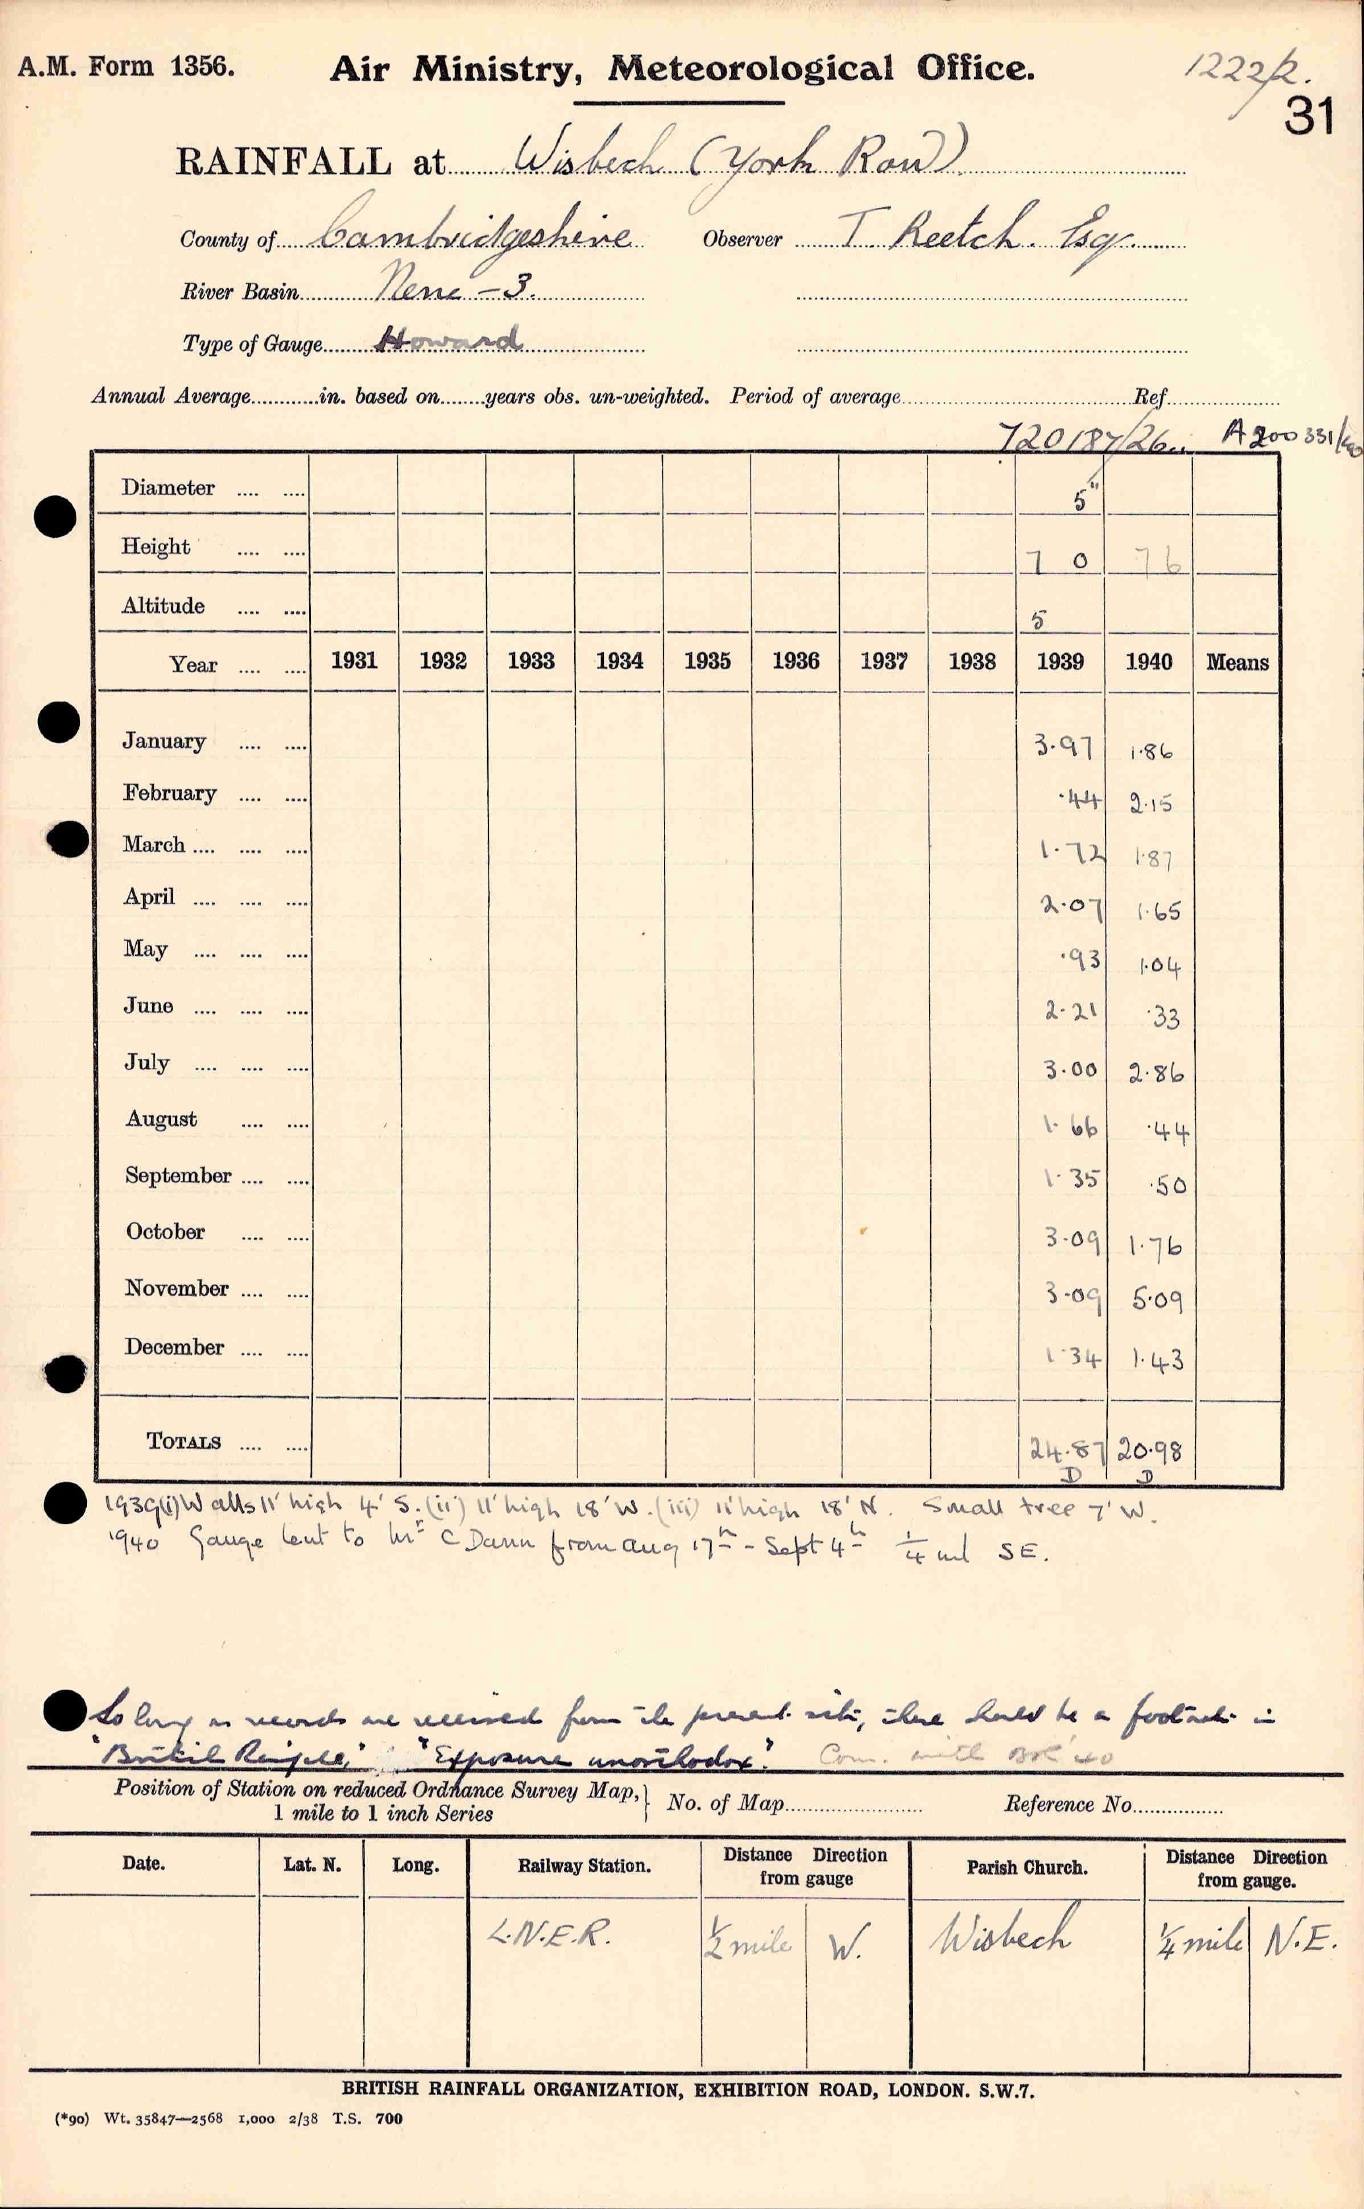 A.M. Form 1356. Air Ministry, Meteorological Office. 1222/2.
31
RAINFALL at Wisbech (York Row)
County of Cambridgeshire Observer T. Reetch. Esq.
River Basin Nene - 3.
Type of Gauge Howard
Annual Average in. based on years obs. un-weighted. Period of average Ref
720187/26 A200331/40
Diameter 5"
Height 7 0 7 6
Altitude 5
Year 1931 1932 1933 1934 1935 1936 1937 1938 1939 1940 Means
January 3.97 1.86
February .44 2.15
March 1.72 1.87
April 2.07 1.65
May .93 1.04
June 2.21 .33
July 3.00 2.86
August 1.66 .44
September 1.35 .50
October 3.09 1.76
November 3.09 5.09
December 1.34 1.43
TOTALS 24.87 20.98
D D
1939 (i) Walls 11' high 4' S. (ii) 11' high 18' W. (iii) 11' high 18' N. Small tree 7' W.
1940 Gauge lent to Mr C Dann from Aug 17th - Sept 4th 1/4 ml SE.
So long as records are received from the present site, there should be a footnote in
"British Rainfall," "Exposure unorthodox". Com. with BR '40
Position of Station on reduced Ordnance Survey Map, } No. of Map Reference No
1 mile to 1 inch Series
Date. Lat. N. Long. Railway Station. Distance Direction from gauge Parish Church. Distance Direction from gauge.
L.N.E.R. 1/2 mile W. Wisbech 1/4 mile N.E.
BRITISH RAINFALL ORGANIZATION, EXHIBITION ROAD, LONDON. S.W.7.
(*90) Wt. 35847—2568 1,000 2/38 T.S. 700